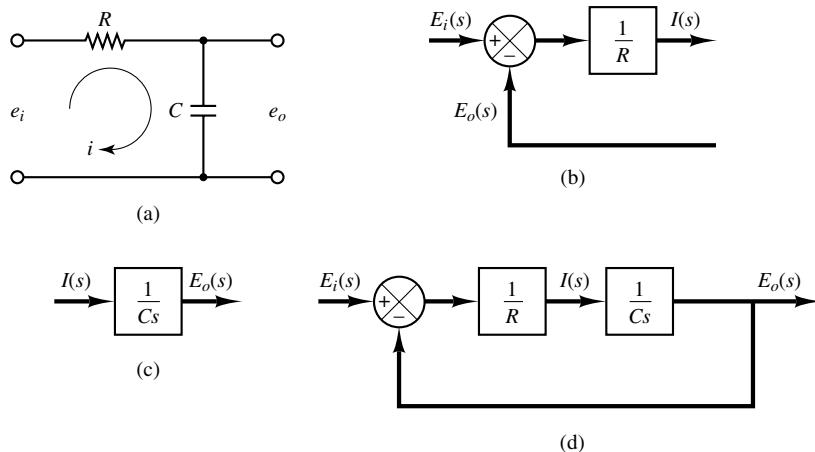 R
e_i
C
e_o
i
(a)
E_i(s)
+
−
1/R
I(s)
E_o(s)
(b)
I(s)
1/Cs
E_o(s)
(c)
E_i(s)
+
−
1/R
I(s)
1/Cs
E_o(s)
(d)